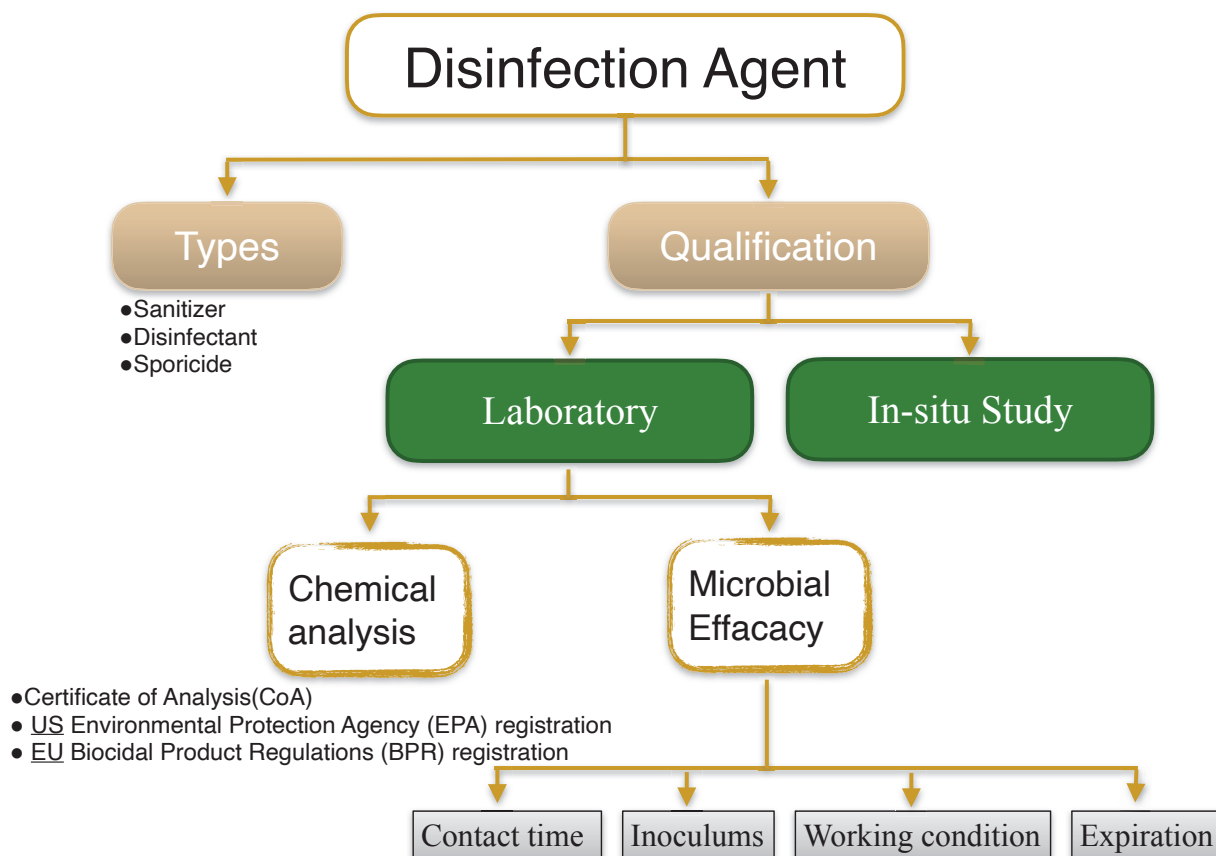 Disinfection Agent
Types
Qualification
●Sanitizer
●Disinfectant
●Sporicide
Laboratory
In-situ Study
Chemical
analysis
Microbial
Effacacy
●Certificate of Analysis(CoA)
● US Environmental Protection Agency (EPA) registration
● EU Biocidal Product Regulations (BPR) registration
Contact time
Inoculums
Working condition
Expiration